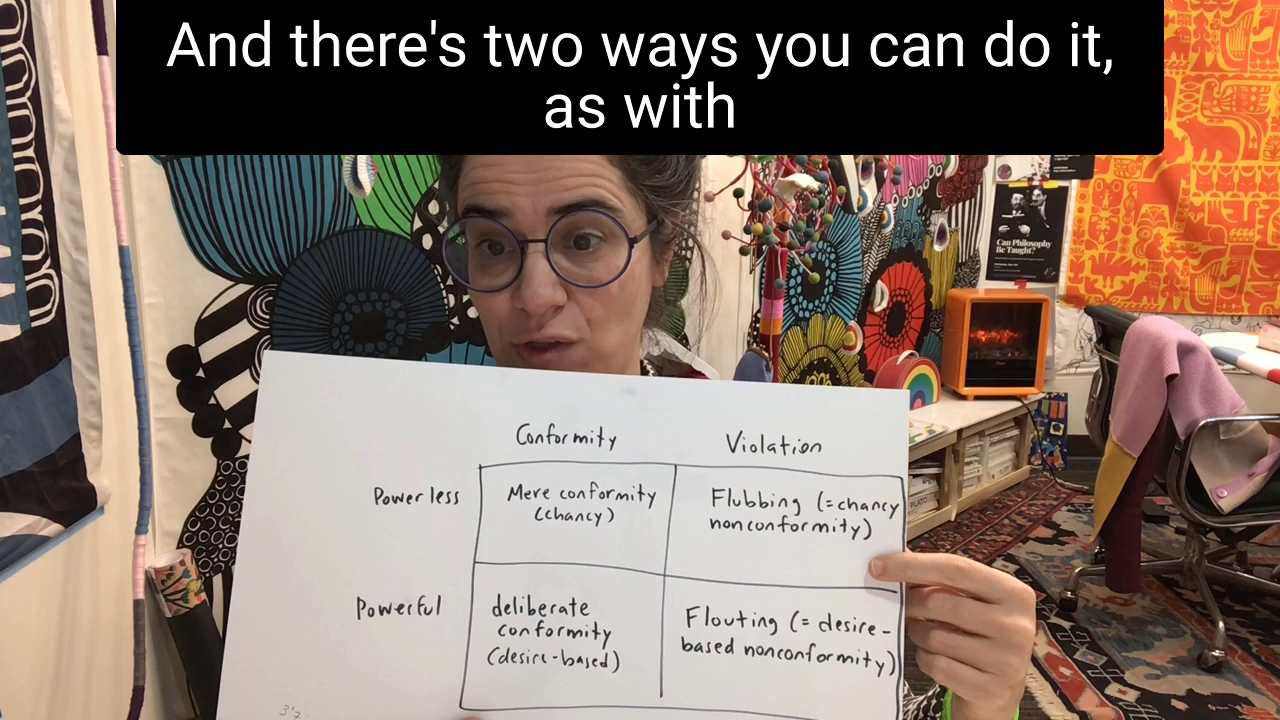 And there's two ways you can do it,
as with
Can Philosophy
Be Taught?
Conformity
Violation
Powerless
Mere conformity
(chancy)
Flubbing (=chancy
nonconformity)
Powerful
deliberate
conformity
(desire-based)
Flouting (= desire-
based nonconformity)
PLATO